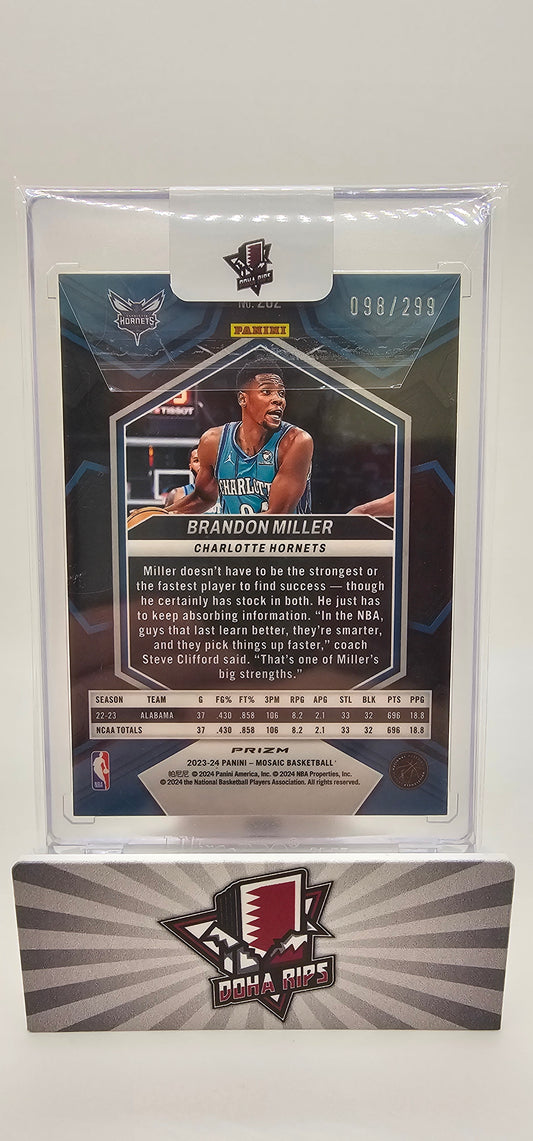 DOHA RIPS
HORNETS
No. 282
098/299
PANINI
TISSOT
CHARLOTTE
BRANDON MILLER
CHARLOTTE HORNETS
Miller doesn't have to be the strongest or
the fastest player to find success — though
he certainly has stock in both. He just has
to keep absorbing information. "In the NBA,
guys that last learn better, they're smarter,
and they pick things up faster," coach
Steve Clifford said. "That's one of Miller's
big strengths."
SEASON TEAM G FG% FT% 3PM RPG APG STL BLK PTS PPG
22-23 ALABAMA 37 .430 .858 106 8.2 2.1 33 32 696 18.8
NCAA TOTALS 37 .430 .858 106 8.2 2.1 33 32 696 18.8
PRIZM
2023-24 PANINI – MOSAIC BASKETBALL
帕尼尼 © 2024 Panini America, Inc. © 2024 NBA Properties, Inc.
© 2024 the National Basketball Players Association. All rights reserved.
NBA
DOHA RIPS